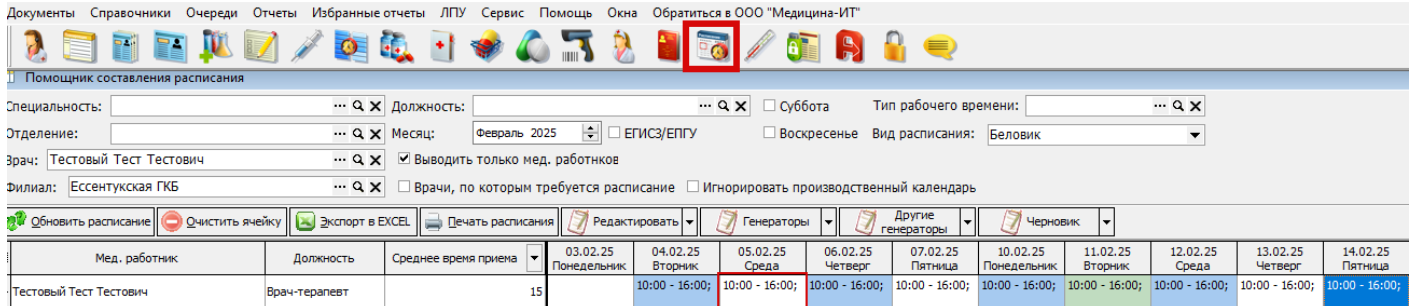 Документы Справочники Очереди Отчеты Избранные отчеты ЛПУ Сервис Помощь Окна Обратиться в ООО "Медицина-ИТ"
Помощник составления расписания
Специальность: Должность: Суббота Тип рабочего времени:
Отделение: Месяц: Февраль 2025 ЕГИСЗ/ЕПГУ Воскресенье Вид расписания: Беловик
Врач: Тестовый Тест Тестович Выводить только мед. работнков
Филиал: Ессентукская ГКБ Врачи, по которым требуется расписание Игнорировать производственный календарь
Обновить расписание Очистить ячейку Экспорт в EXCEL Печать расписания Редактировать Генераторы Другие генераторы Черновик
Мед. работник Должность Среднее время приема 03.02.25 Понедельник 04.02.25 Вторник 05.02.25 Среда 06.02.25 Четверг 07.02.25 Пятница 10.02.25 Понедельник 11.02.25 Вторник 12.02.25 Среда 13.02.25 Четверг 14.02.25 Пятница
Тестовый Тест Тестович Врач-терапевт 15 10:00 - 16:00; 10:00 - 16:00; 10:00 - 16:00; 10:00 - 16:00; 10:00 - 16:00; 10:00 - 16:00; 10:00 - 16:00; 10:00 - 16:00; 10:00 - 16:00;